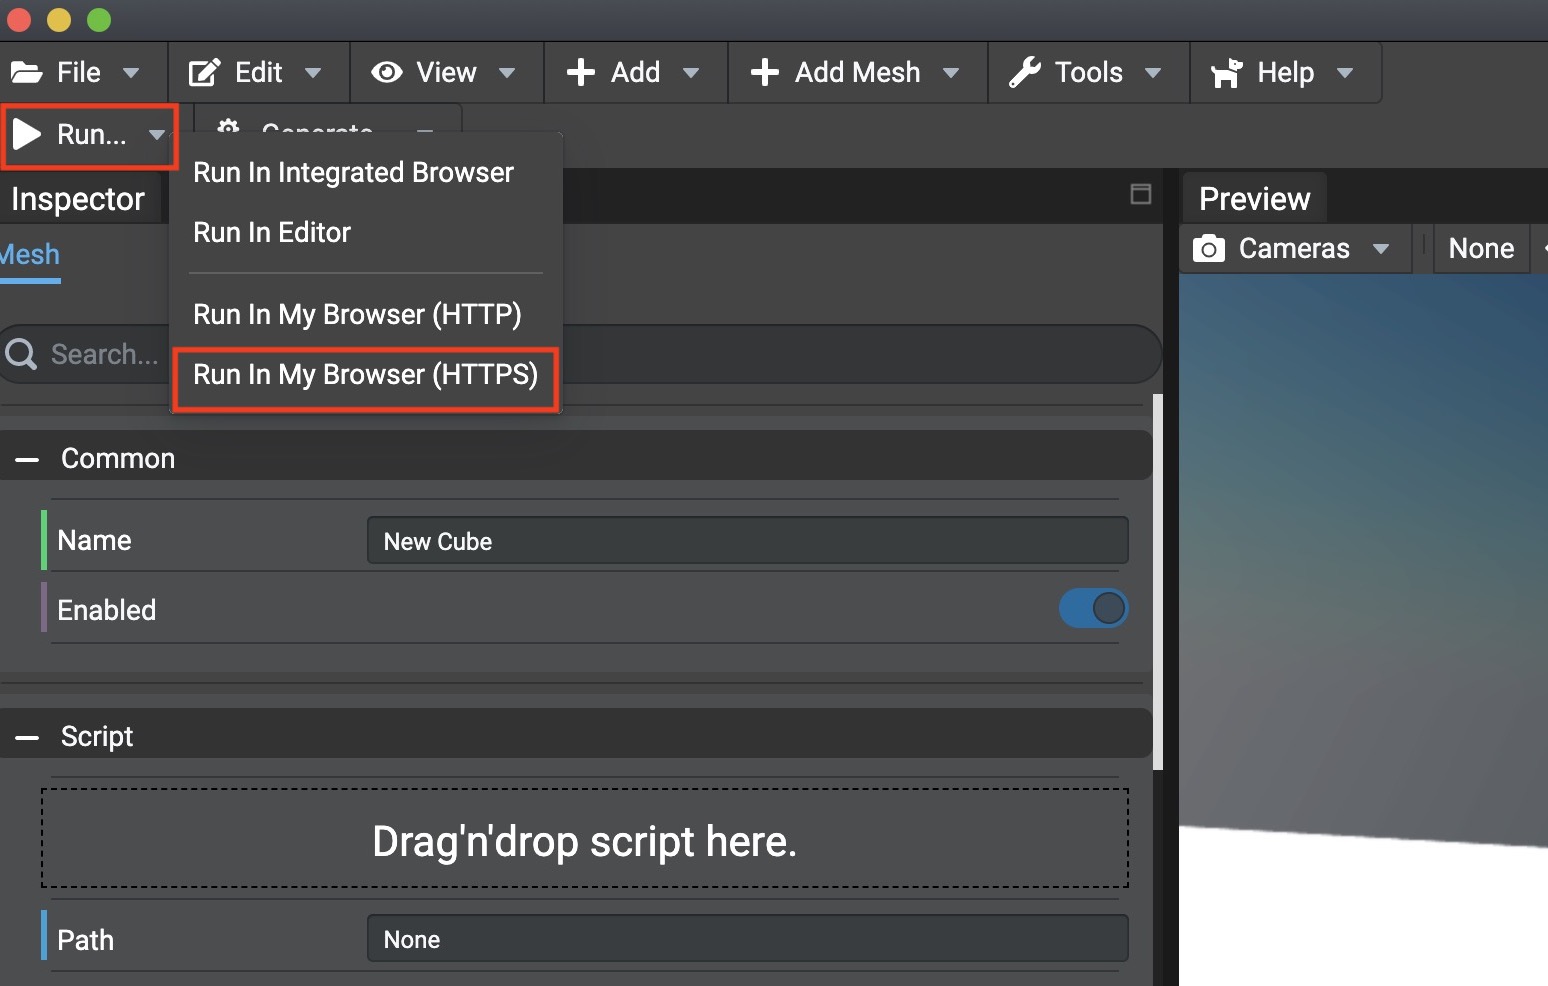 File Edit View Add Add Mesh Tools Help
Run... Generate
Run In Integrated Browser
Run In Editor
Run In My Browser (HTTP)
Run In My Browser (HTTPS)
Inspector
Mesh
Search...
Common
Name New Cube
Enabled
Script
Drag'n'drop script here.
Path None
Preview
Cameras None